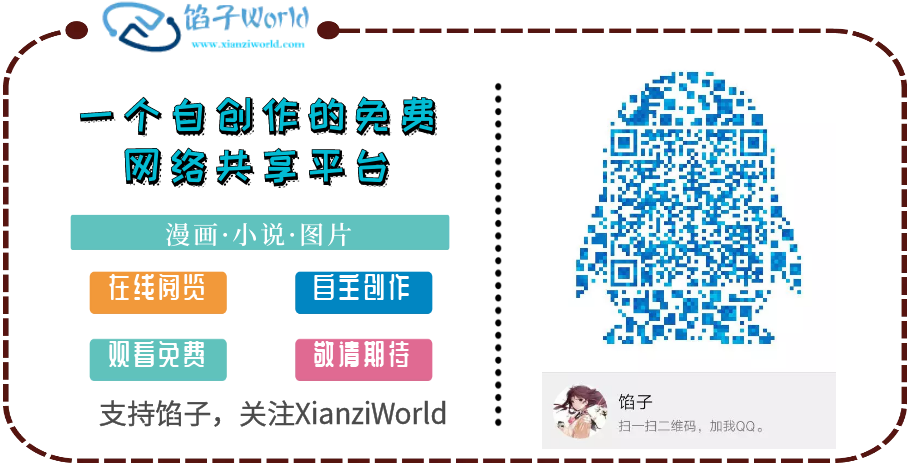 馅子World
www.xianziworld.com
一个自创作的免费
网络共享平台
漫画·小说·图片
在线阅览
自主创作
观看免费
敬请期待
支持馅子，关注XianziWorld
馅子
扫一扫二维码，加我QQ。